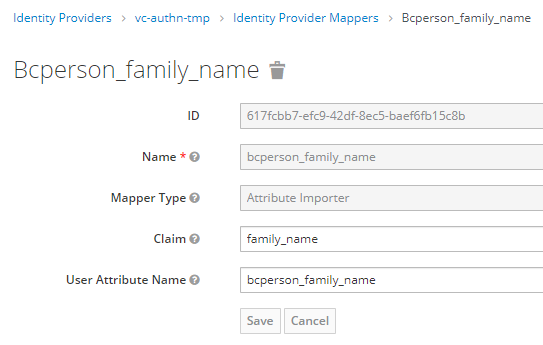 Identity Providers > vc-authn-tmp > Identity Provider Mappers > Bcperson_family_name
Bcperson_family_name
ID 617fcbb7-efc9-42df-8ec5-baef6fb15c8b
Name * bcperson_family_name
Mapper Type Attribute Importer
Claim family_name
User Attribute Name bcperson_family_name
Save Cancel